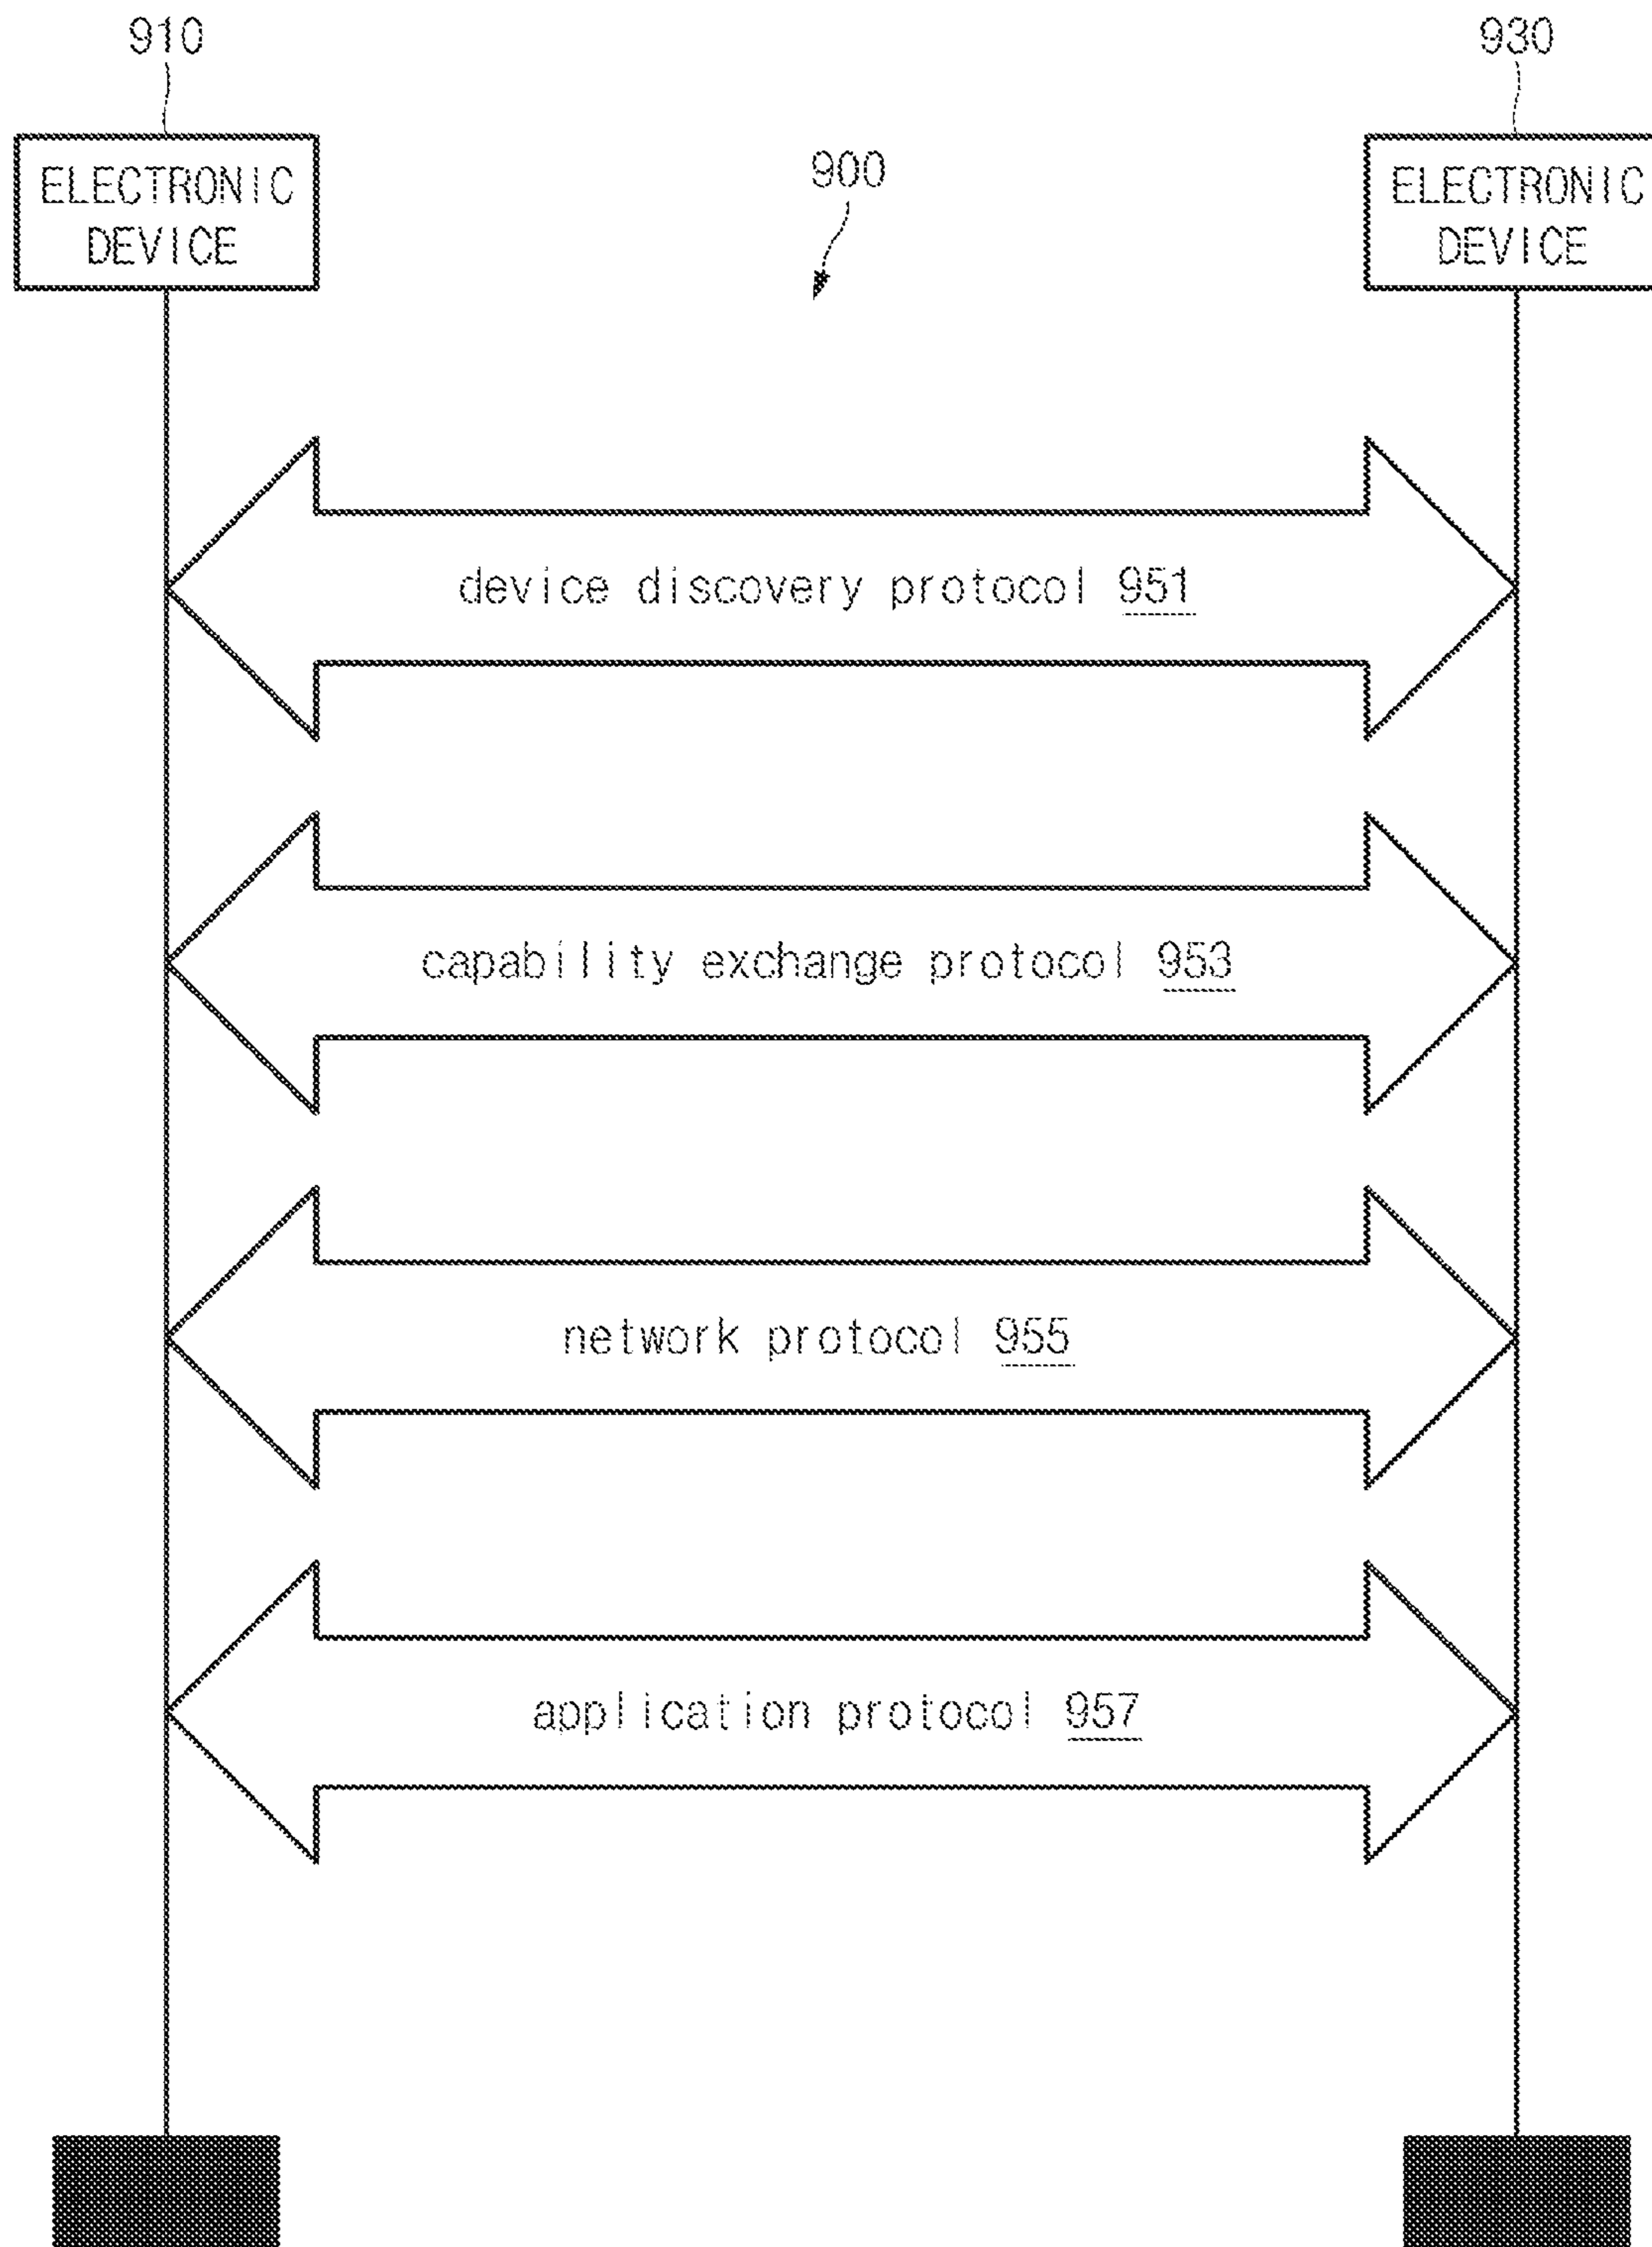 910
930
ELECTRONIC
DEVICE
900
ELECTRONIC
DEVICE
device discovery protocol 951
capability exchange protocol 953
network protocol 955
application protocol 957